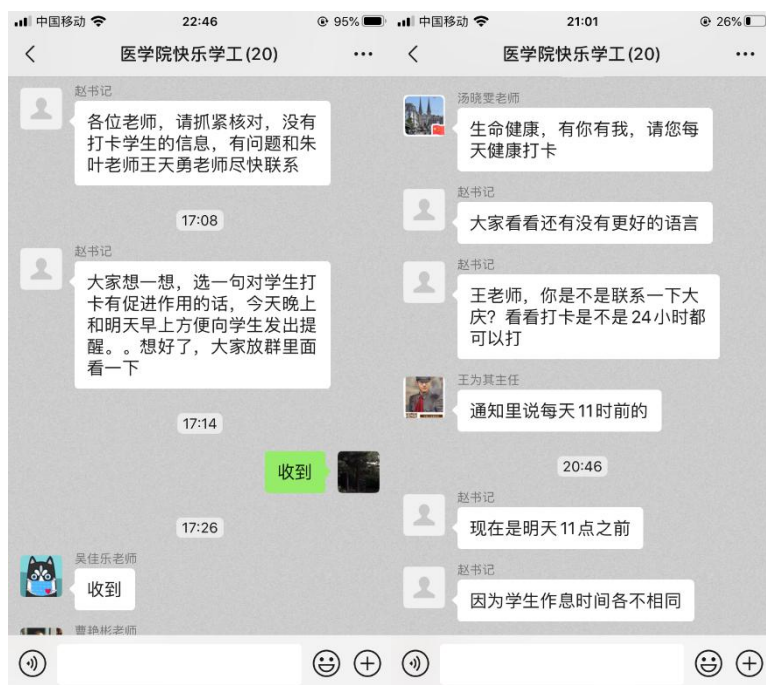 中国移动
22:46
95%
医学院快乐学工(20)
赵书记
各位老师，请抓紧核对，没有
打卡学生的信息，有问题和朱
叶老师王天勇老师尽快联系
17:08
赵书记
大家想一想，选一句对学生打
卡有促进作用的话，今天晚上
和明天早上方便向学生发出提
醒。。想好了，大家放群里面
看一下
17:14
收到
17:26
吴佳乐老师
收到
曹艳彬老师
中国移动
21:01
26%
医学院快乐学工(20)
汤晓雯老师
生命健康，有你有我，请您每
天健康打卡
赵书记
大家看看还有没有更好的语言
赵书记
王老师，你是不是联系一下大
庆？看看打卡是不是24小时都
可以打
王为其主任
通知里说每天11时前的
20:46
赵书记
现在是明天11点之前
赵书记
因为学生作息时间各不相同